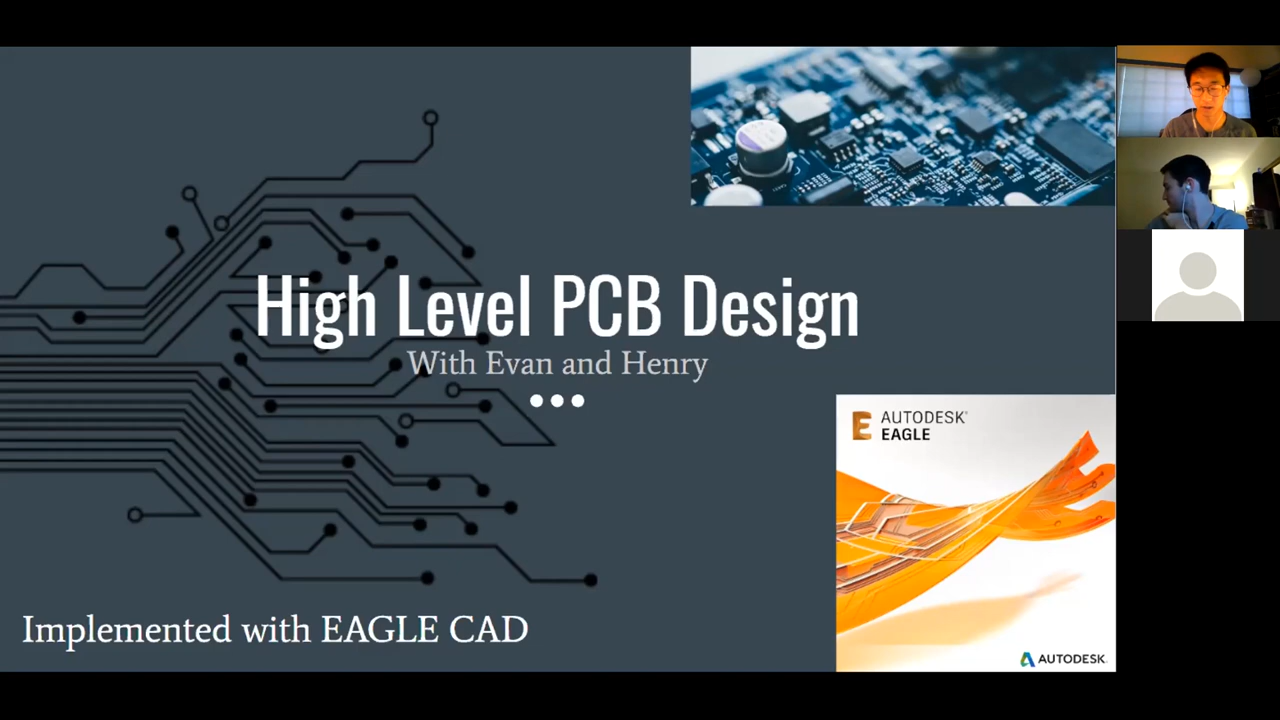 High Level PCB Design
With Evan and Henry
AUTODESK®
EAGLE
Implemented with EAGLE CAD
AUTODESK.